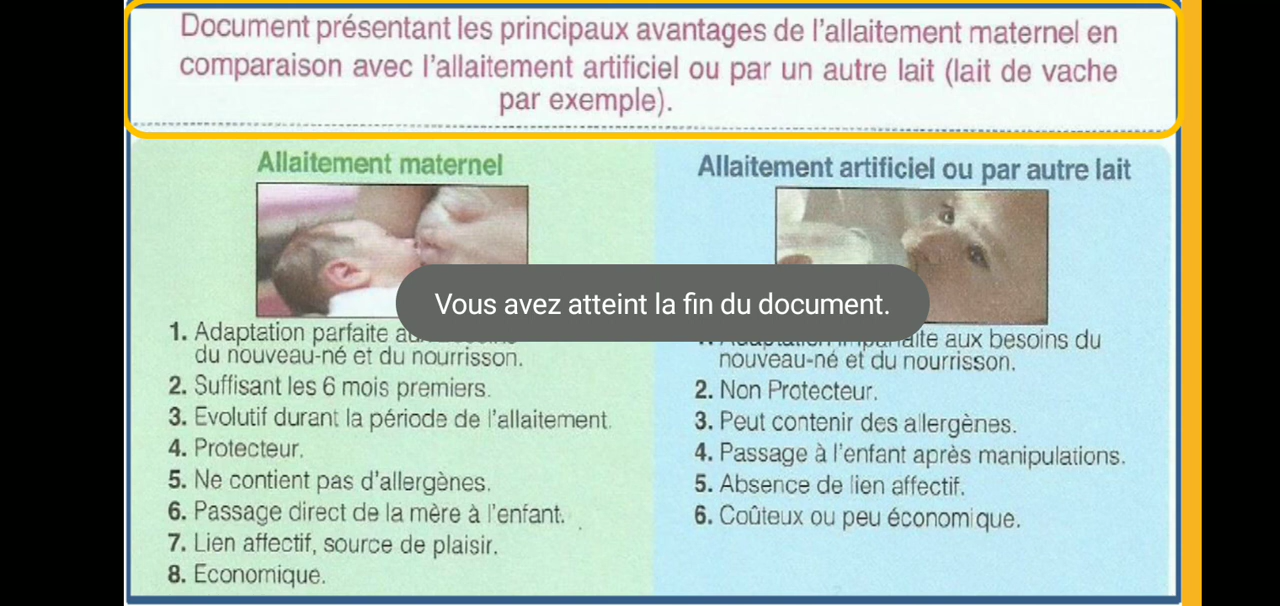 Document présentant les principaux avantages de l'allaitement maternel en
comparaison avec l'allaitement artificiel ou par un autre lait (lait de vache
par exemple).
Allaitement maternel
1. Adaptation parfaite
du nouveau-né et du nourrisson.
2. Suffisant les 6 mois premiers.
3. Evolutif durant la période de l'allaitement.
4. Protecteur.
5. Ne contient pas d'allergènes.
6. Passage direct de la mère à l'enfant.
7. Lien affectif, source de plaisir.
8. Economique.
Allaitement artificiel ou par autre lait
aux besoins du
nouveau-né et du nourrisson.
2. Non Protecteur.
3. Peut contenir des allergènes.
4. Passage à l'enfant après manipulations.
5. Absence de lien affectif.
6. Coûteux ou peu économique.
Vous avez atteint la fin du document.